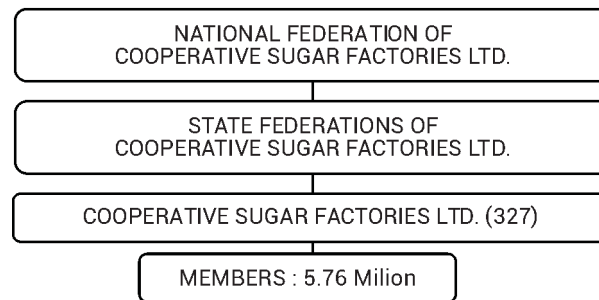 NATIONAL FEDERATION OF
COOPERATIVE SUGAR FACTORIES LTD.
STATE FEDERATIONS OF
COOPERATIVE SUGAR FACTORIES LTD.
COOPERATIVE SUGAR FACTORIES LTD. (327)
MEMBERS : 5.76 Milion